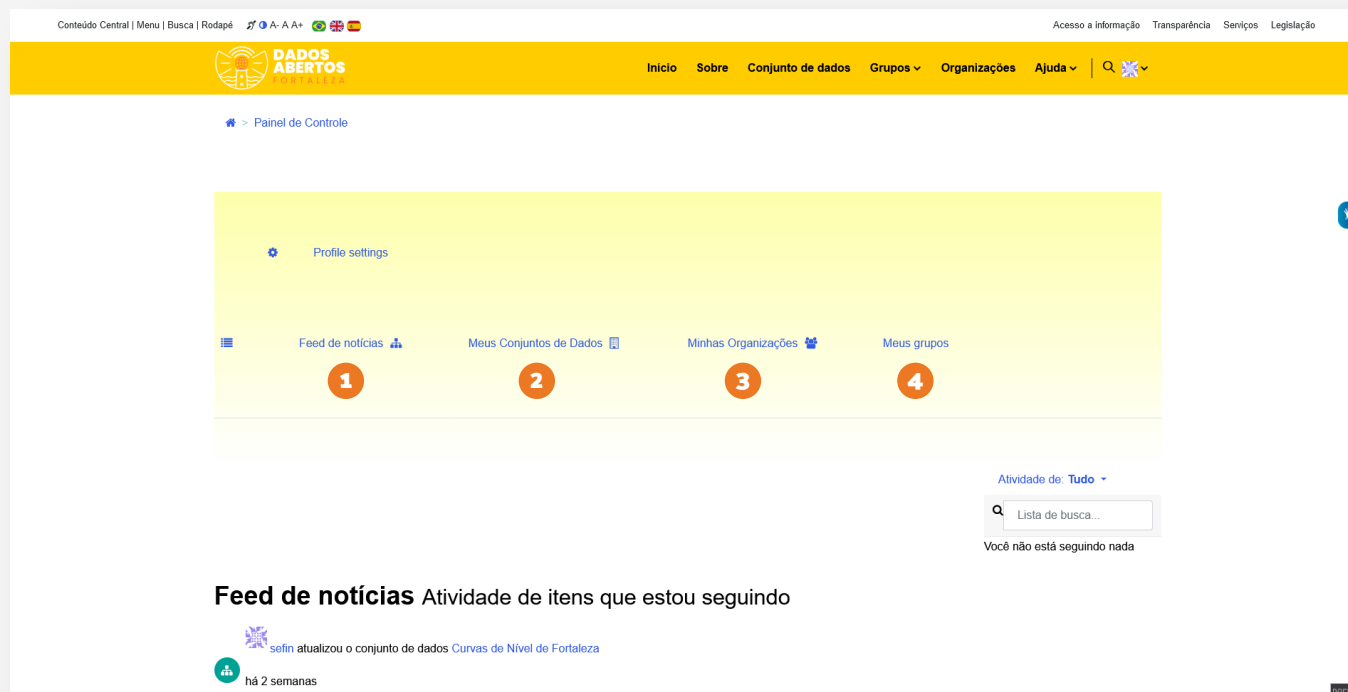 Conteúdo Central | Menu | Busca | Rodapé A- A A+ Acesso a informação Transparência Serviços Legislação
DADOS
ABERTOS
FORTALEZA
Inicio Sobre Conjunto de dados Grupos Organizações Ajuda
> Painel de Controle
Profile settings
Feed de notícias Meus Conjuntos de Dados Minhas Organizações Meus grupos
1 2 3 4
Atividade de: Tudo
Lista de busca...
Você não está seguindo nada
Feed de notícias Atividade de itens que estou seguindo
sefin atualizou o conjunto de dados Curvas de Nível de Fortaleza
há 2 semanas